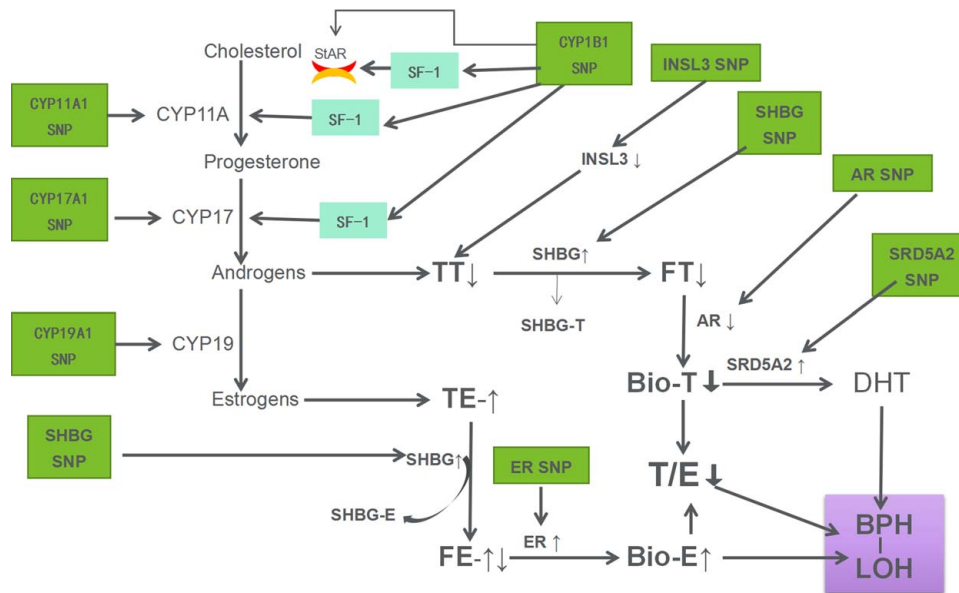 Cholesterol
StAR
SF-1
CYP1B1
SNP
INSL3 SNP
CYP11A1
SNP
CYP11A
SF-1
SHBG
SNP
Progesterone
INSL3 ↓
AR SNP
CYP17A1
SNP
CYP17
SF-1
Androgens
TT↓
SHBG↑
FT↓
SRD5A2
SNP
SHBG-T
AR ↓
CYP19A1
SNP
CYP19
SRD5A2 ↑
Bio-T⬇
DHT
Estrogens
TE-↑
SHBG
SNP
SHBG↑
ER SNP
T/E⬇
SHBG-E
BPH
ER ↑
FE-↑↓
Bio-E↑
LOH